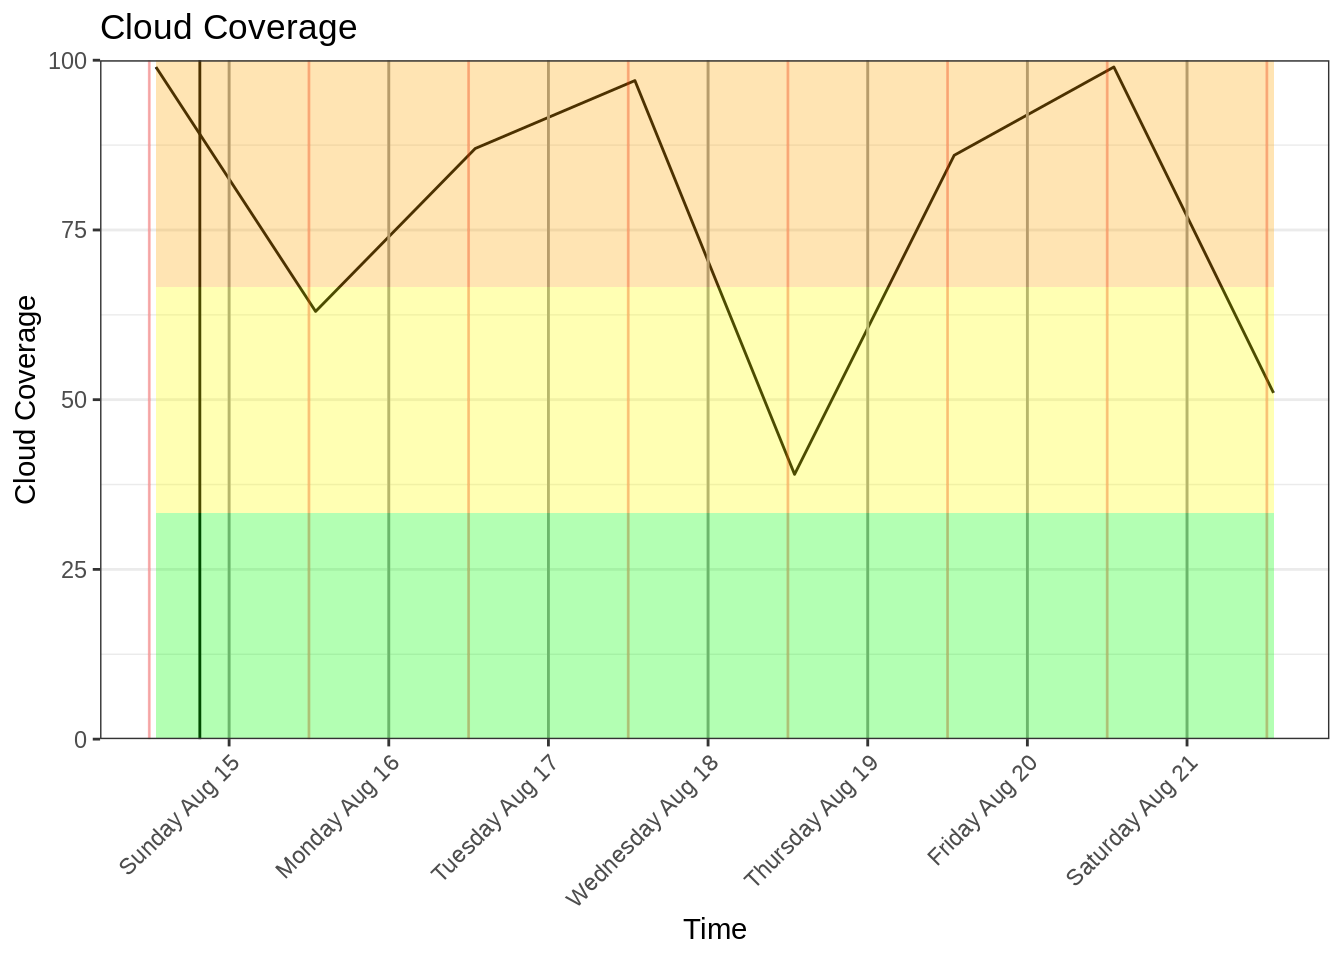 Cloud Coverage
100
75
50
25
0
Cloud Coverage
Sunday Aug 15
Monday Aug 16
Tuesday Aug 17
Wednesday Aug 18
Thursday Aug 19
Friday Aug 20
Saturday Aug 21
Time